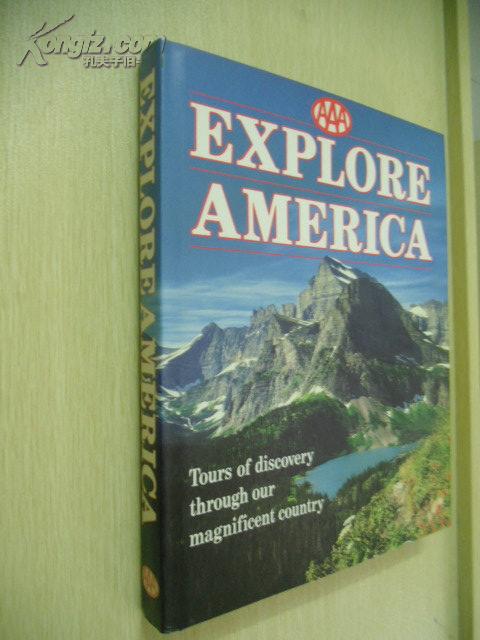 Kongfz.com
孔夫子旧书网
AAA
EXPLORE
AMERICA
Tours of discovery
through our
magnificent country
EXPLORE AMERICA
AAA